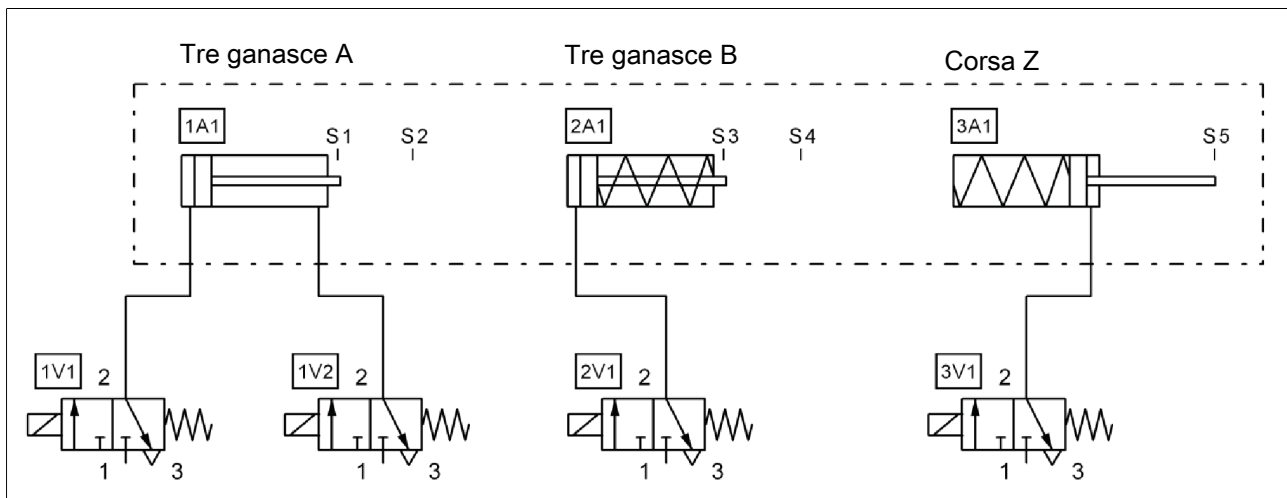 Tre ganasce A
Tre ganasce B
Corsa Z
1A1
S1
S2
2A1
S3
S4
3A1
S5
1V1
2
1
3
1V2
2
1
3
2V1
2
1
3
3V1
2
1
3